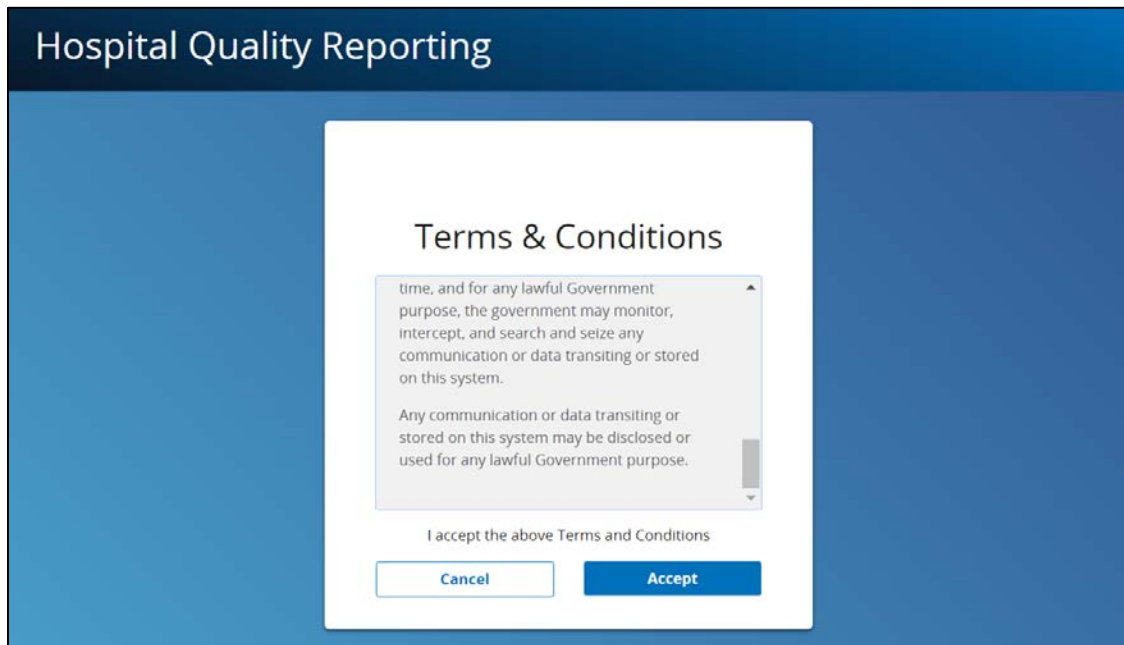 Hospital Quality Reporting
Terms & Conditions
time, and for any lawful Government
purpose, the government may monitor,
intercept, and search and seize any
communication or data transiting or stored
on this system.
Any communication or data transiting or
stored on this system may be disclosed or
used for any lawful Government purpose.
I accept the above Terms and Conditions
Cancel
Accept